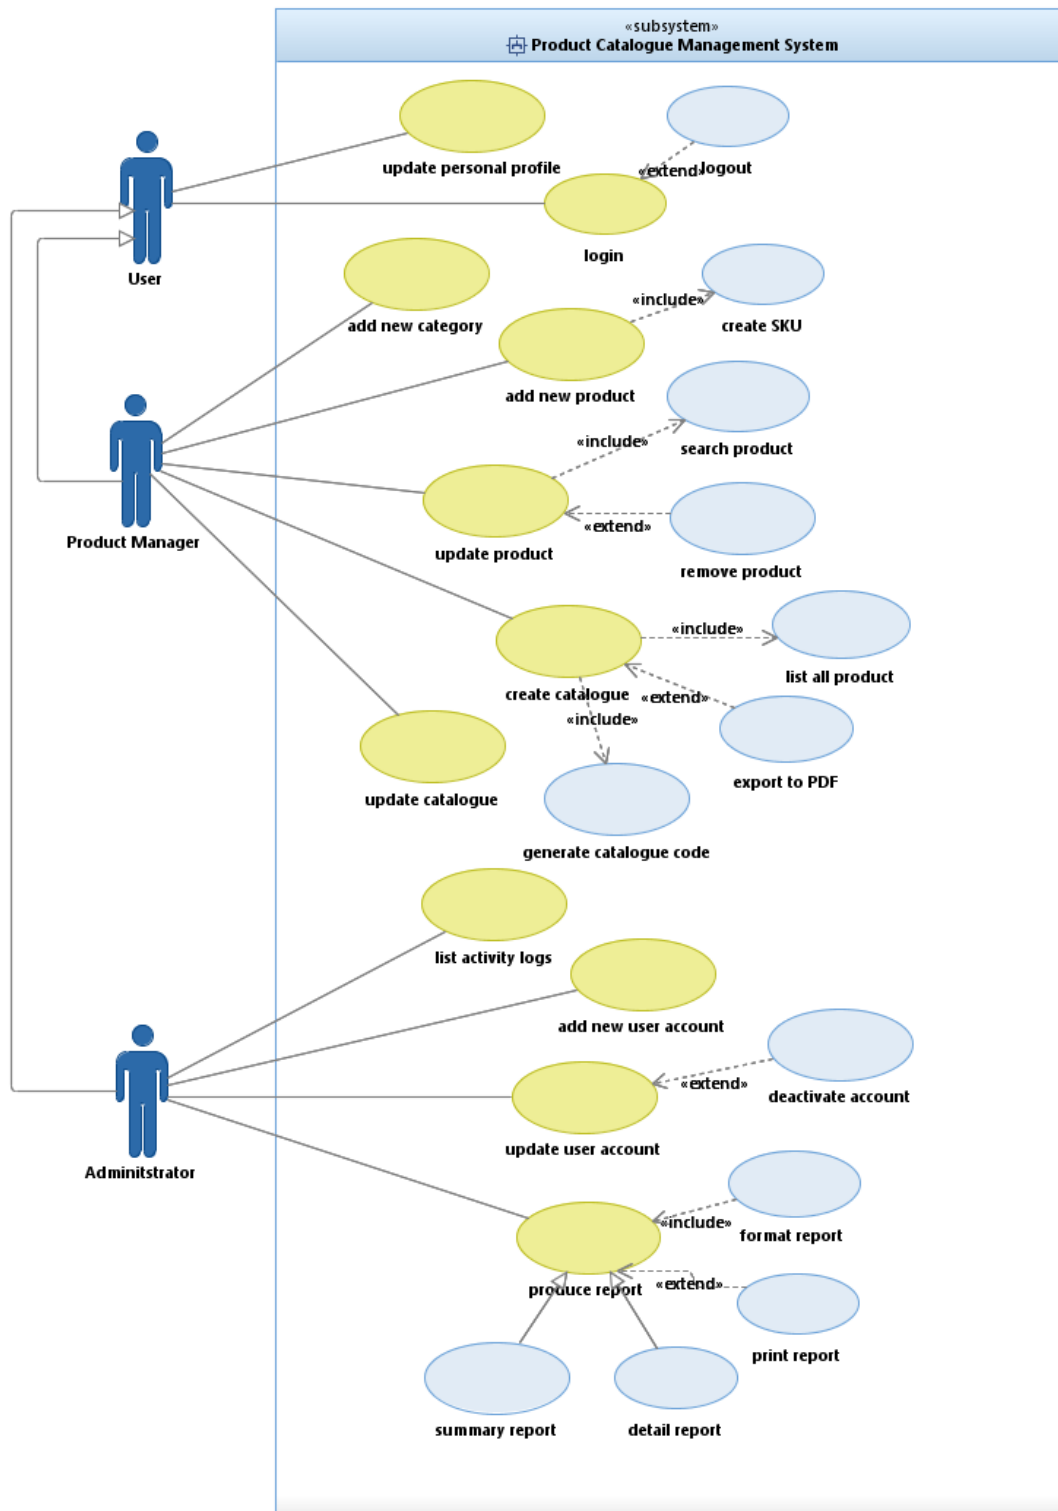 «subsystem»
Product Catalogue Management System
update personal profile
«extend»
logout
login
User
add new category
«include»
create SKU
add new product
«include»
search product
Product Manager
update product
«extend»
remove product
«include»
list all product
create catalogue
«extend»
«include»
export to PDF
update catalogue
generate catalogue code
list activity logs
add new user account
«extend»
deactivate account
update user account
Adminitstrator
«include»
format report
produce report
«extend»
print report
summary report
detail report